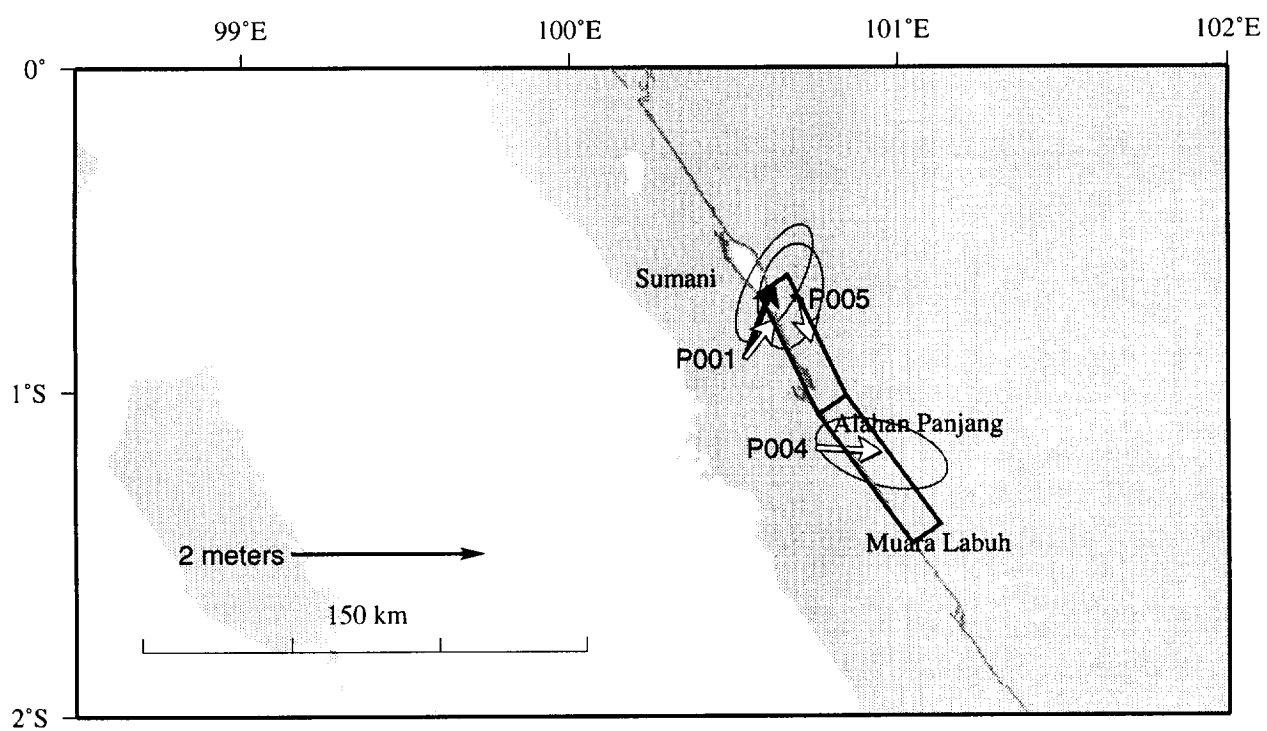 99°E 100°E 101°E 102°E
0°
Sumani
P005
P001
1°S
Alahan Panjang
P004
Muara Labuh
2 meters
150 km
2°S